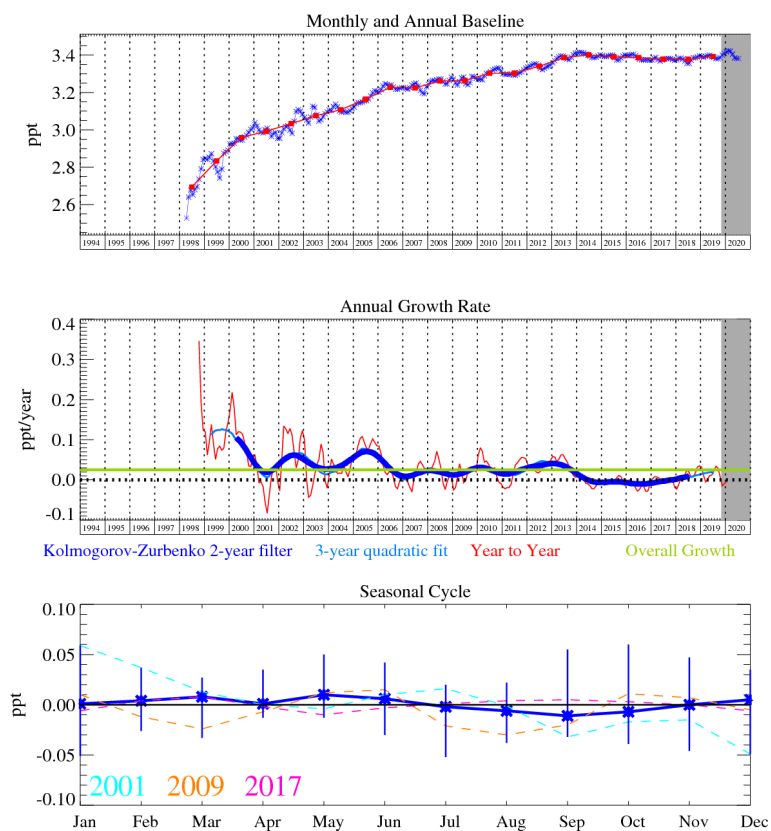 Monthly and Annual Baseline
3.4
3.2
3.0
2.8
2.6
ppt
1994 1995 1996 1997 1998 1999 2000 2001 2002 2003 2004 2005 2006 2007 2008 2009 2010 2011 2012 2013 2014 2015 2016 2017 2018 2019 2020
Annual Growth Rate
0.4
0.3
0.2
0.1
0.0
-0.1
ppt/year
1994 1995 1996 1997 1998 1999 2000 2001 2002 2003 2004 2005 2006 2007 2008 2009 2010 2011 2012 2013 2014 2015 2016 2017 2018 2019 2020
Kolmogorov-Zurbenko 2-year filter 3-year quadratic fit Year to Year Overall Growth
Seasonal Cycle
0.10
0.05
0.00
-0.05
-0.10
ppt
2001 2009 2017
Jan Feb Mar Apr May Jun Jul Aug Sep Oct Nov Dec